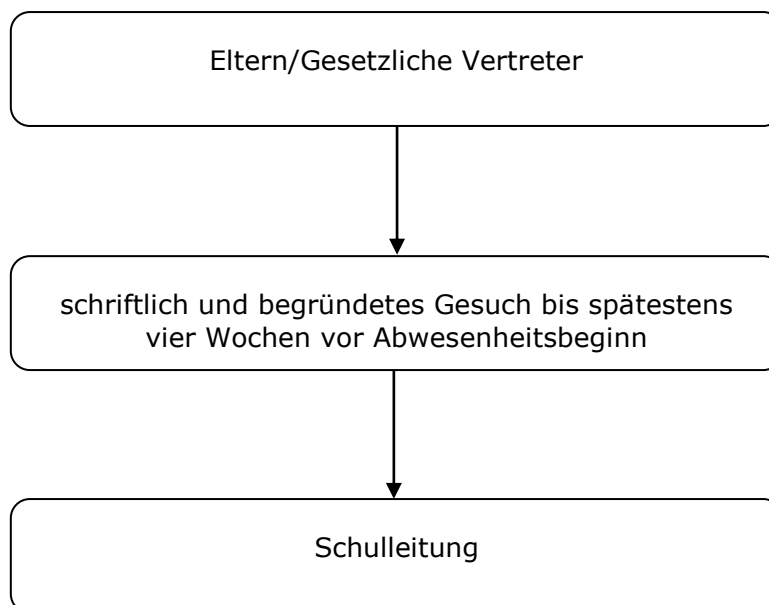 Eltern/Gesetzliche Vertreter
schriftlich und begründetes Gesuch bis spätestens
vier Wochen vor Abwesenheitsbeginn
Schulleitung